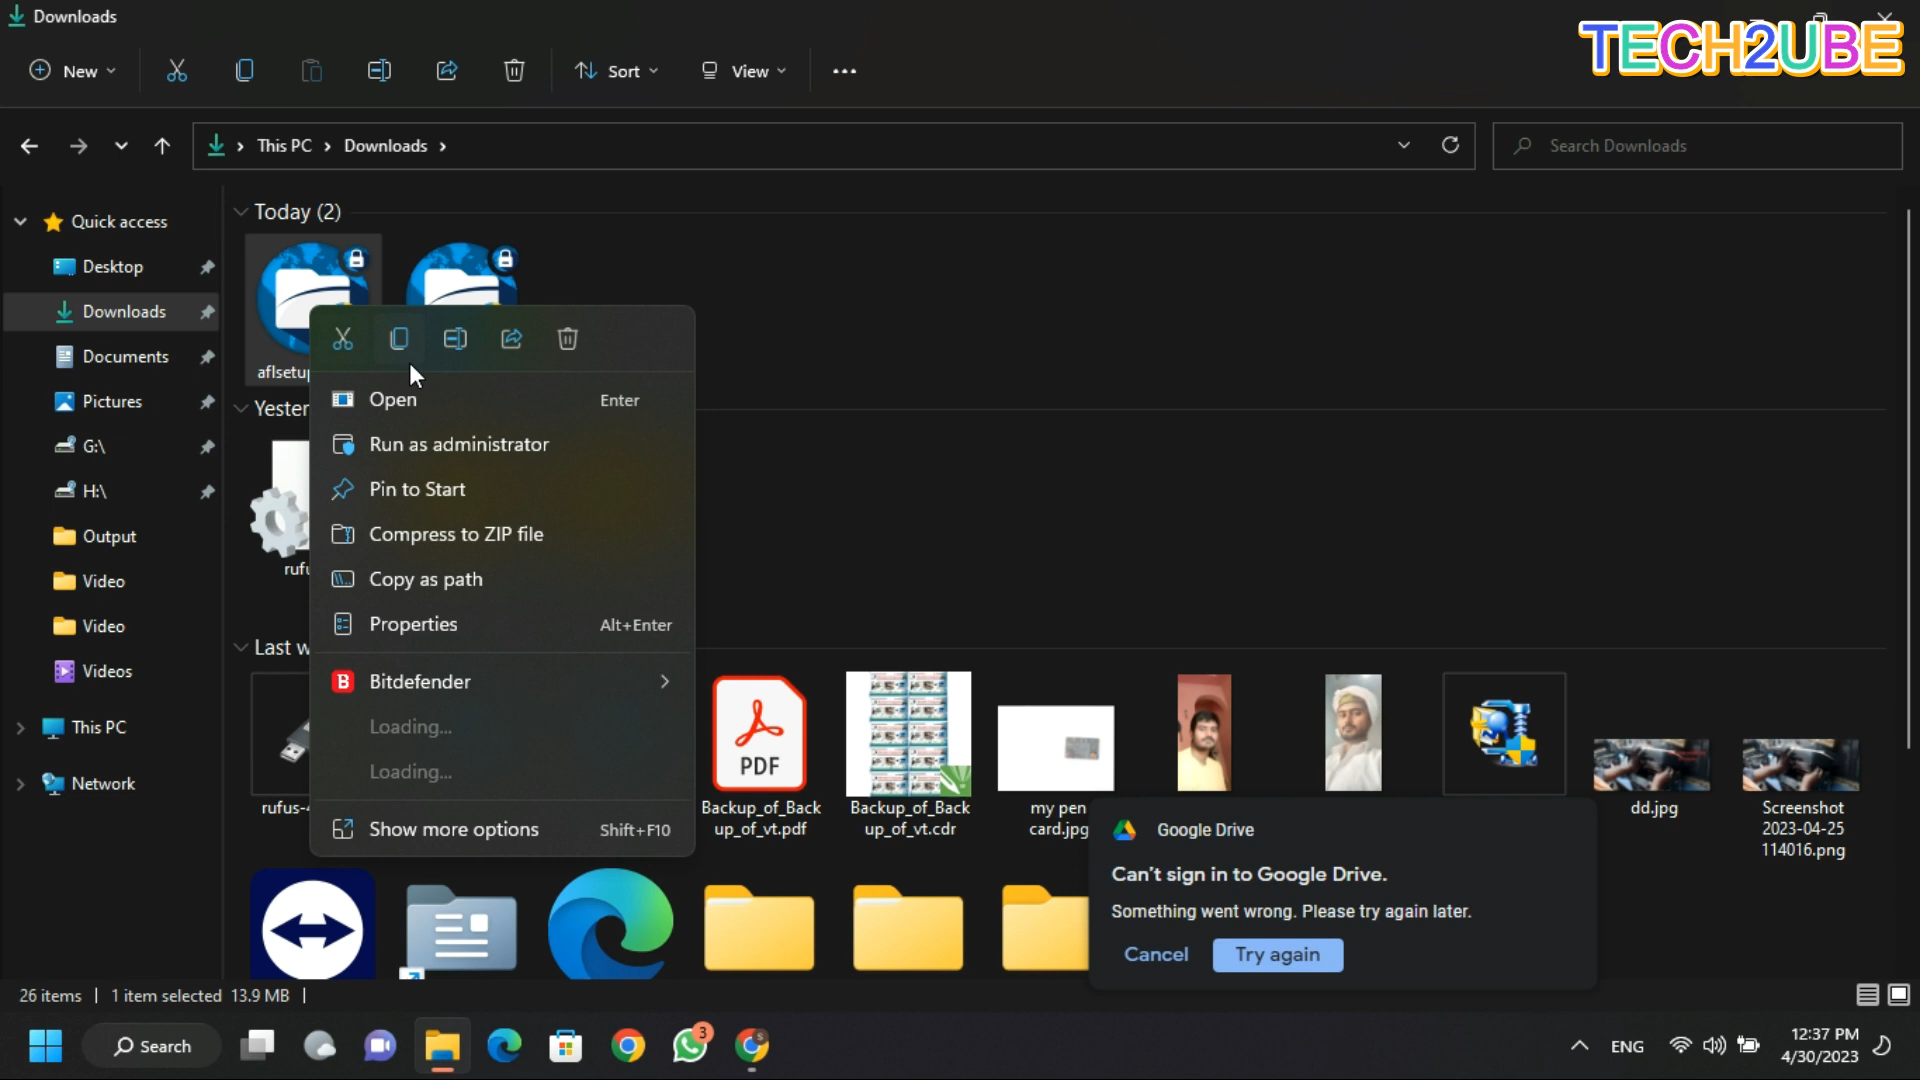 Downloads
TECH2UBE
New
Sort
View
This PC
Downloads
Search Downloads
Quick access
Desktop
Downloads
Documents
Pictures
G:\
H:\
Output
Video
Video
Videos
This PC
Network
Today (2)
aflsetup
Yester
rufu
Last w
rufus-
Open Enter
Run as administrator
Pin to Start
Compress to ZIP file
Copy as path
Properties Alt+Enter
B Bitdefender
Loading...
Loading...
Show more options Shift+F10
PDF
Backup_of_Back
up_of_vt.pdf
Backup_of_Back
up_of_vt.cdr
my pen
card.jpg
dd.jpg
Screenshot
2023-04-25
114016.png
Google Drive
Can't sign in to Google Drive.
Something went wrong. Please try again later.
Cancel Try again
26 items 1 item selected 13.9 MB
Search
3
S
ENG
12:37 PM
4/30/2023